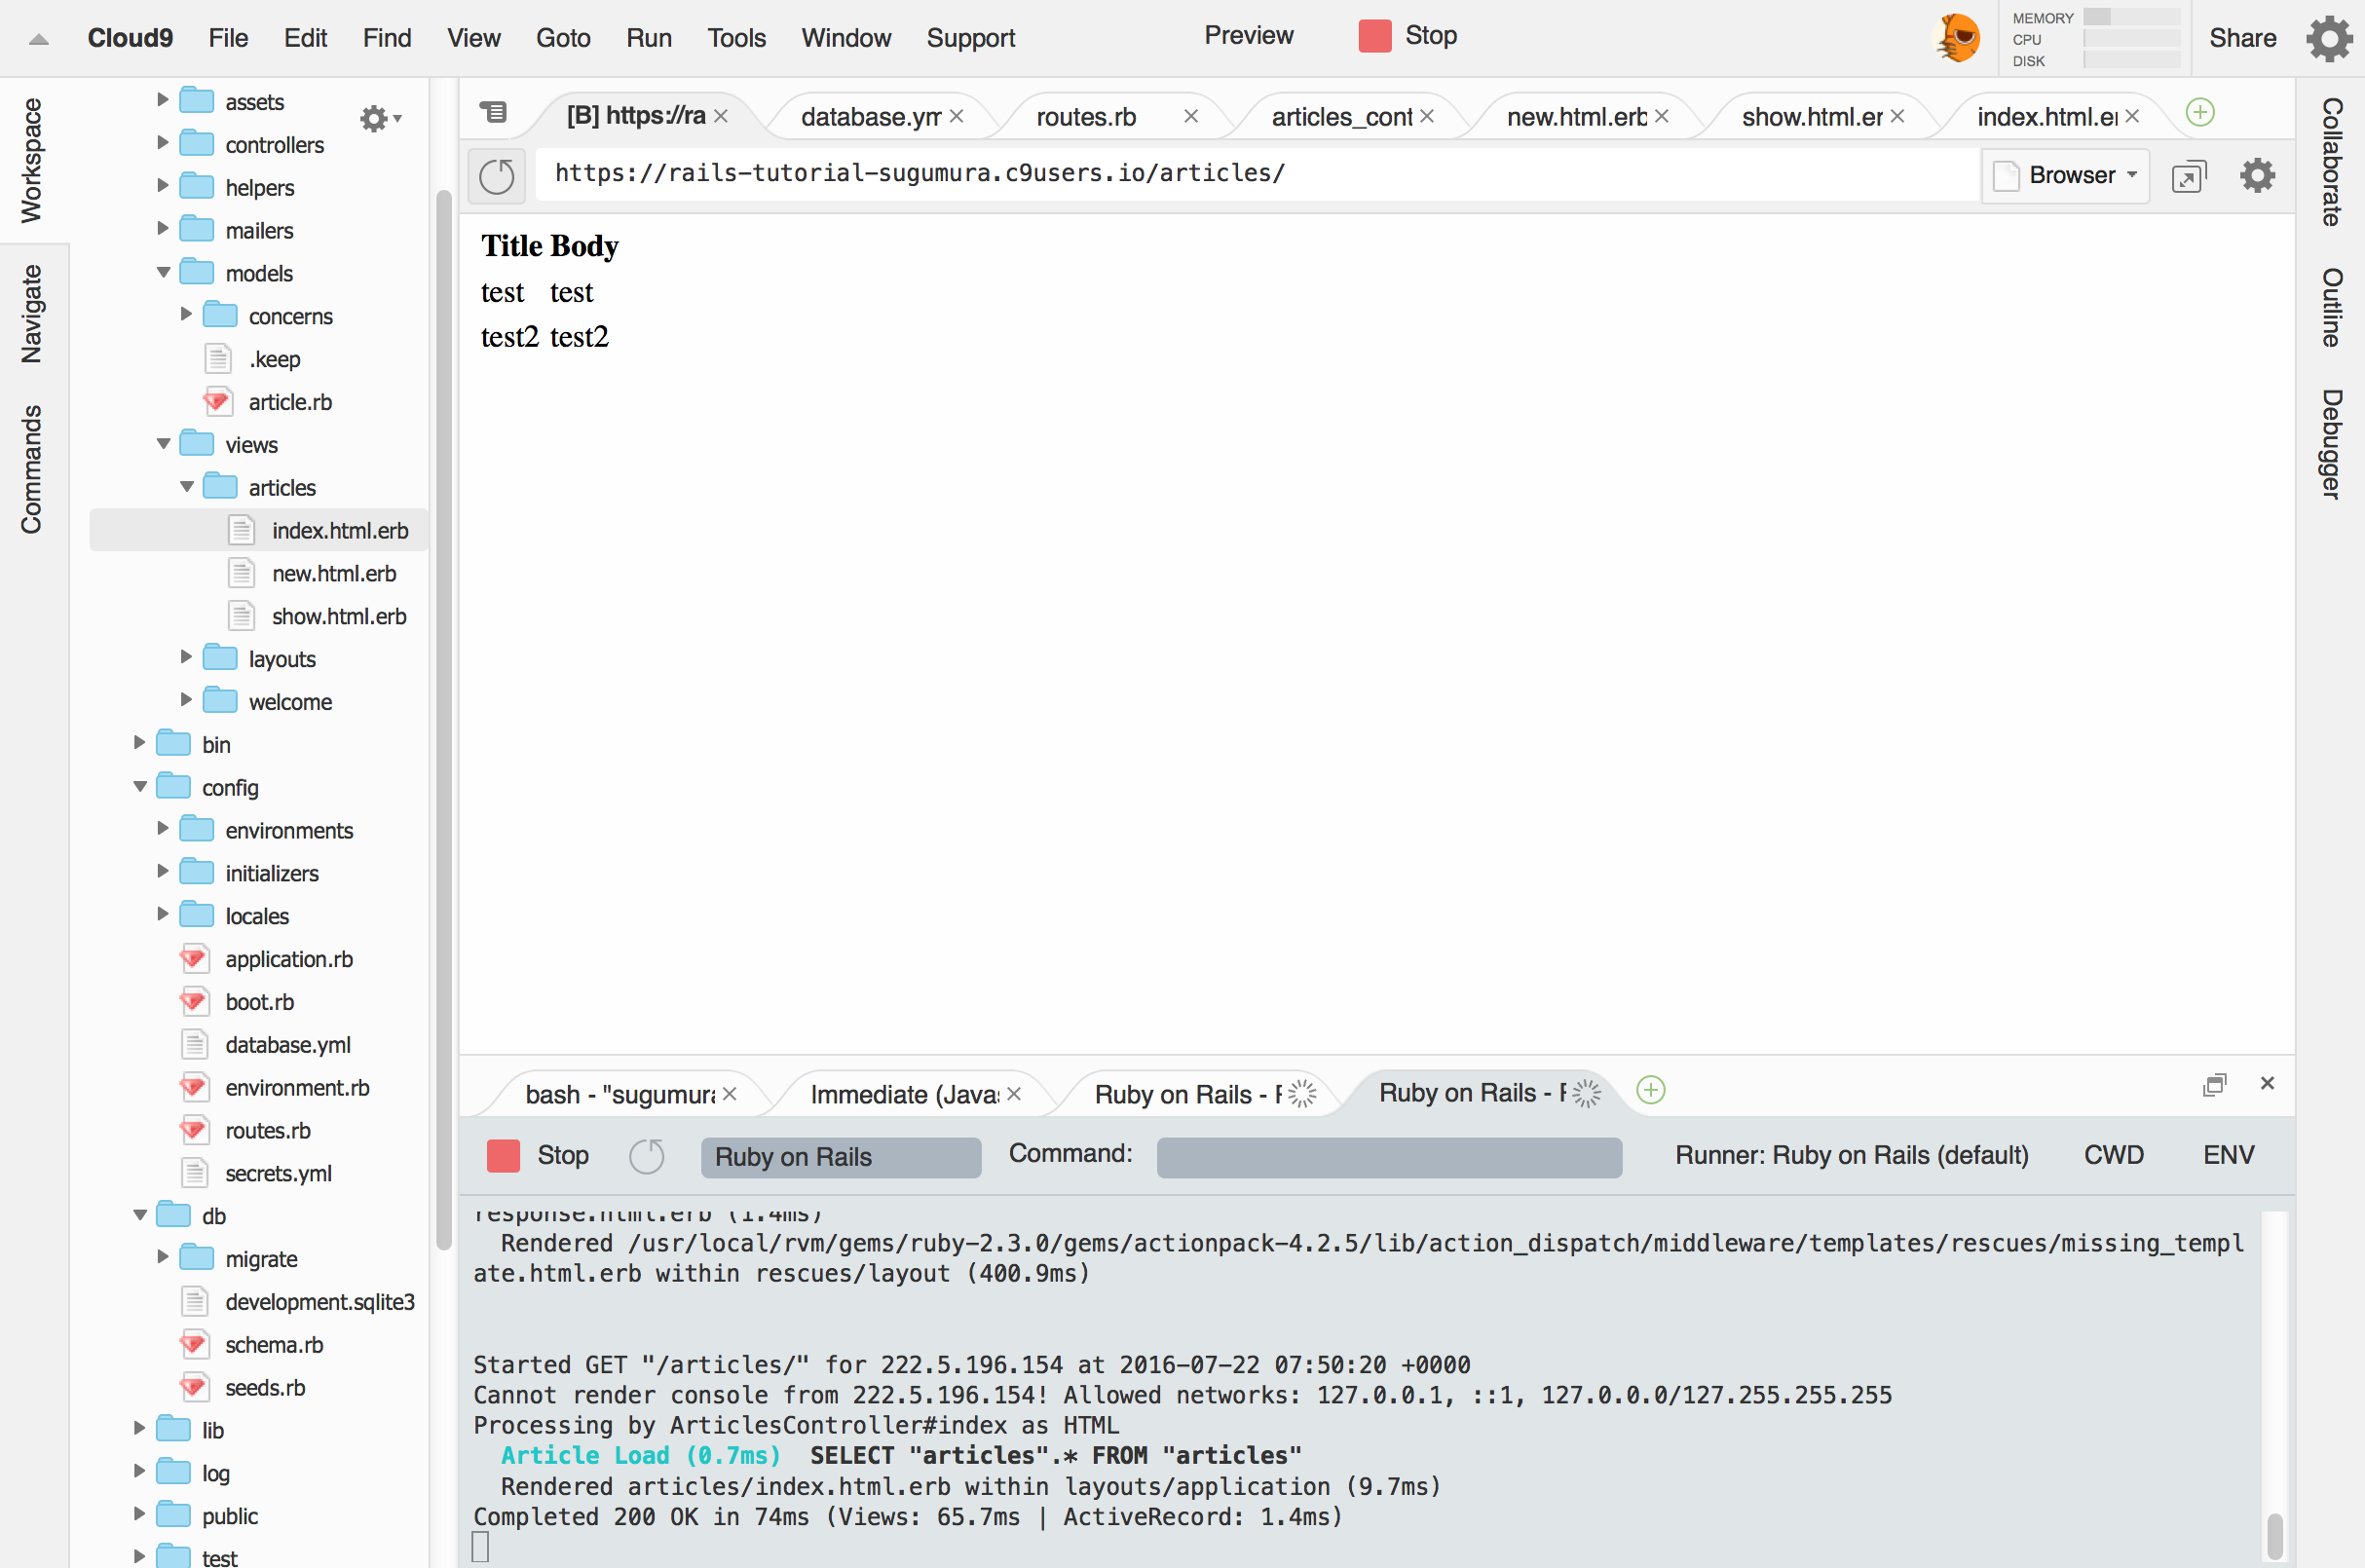 Cloud9 File Edit Find View Goto Run Tools Window Support Preview Stop
MEMORY
CPU
DISK
Share
Workspace
Navigate
Commands
assets
controllers
helpers
mailers
models
concerns
.keep
article.rb
views
articles
index.html.erb
new.html.erb
show.html.erb
layouts
welcome
bin
config
environments
initializers
locales
application.rb
boot.rb
database.yml
environment.rb
routes.rb
secrets.yml
db
migrate
development.sqlite3
schema.rb
seeds.rb
lib
log
public
test
[B] https://ra database.ym routes.rb articles_cont new.html.erb show.html.er index.html.e
https://rails-tutorial-sugumura.c9users.io/articles/ Browser
Title Body
test test
test2 test2
Collaborate
Outline
Debugger
bash - "sugumura Immediate (Javas Ruby on Rails - R Ruby on Rails - R
Stop Ruby on Rails Command: Runner: Ruby on Rails (default) CWD ENV
response.html.erb (1.4ms)
Rendered /usr/local/rvm/gems/ruby-2.3.0/gems/actionpack-4.2.5/lib/action_dispatch/middleware/templates/rescues/missing_templ
ate.html.erb within rescues/layout (400.9ms)
Started GET "/articles/" for 222.5.196.154 at 2016-07-22 07:50:20 +0000
Cannot render console from 222.5.196.154! Allowed networks: 127.0.0.1, ::1, 127.0.0.0/127.255.255.255
Processing by ArticlesController#index as HTML
Article Load (0.7ms) SELECT "articles".* FROM "articles"
Rendered articles/index.html.erb within layouts/application (9.7ms)
Completed 200 OK in 74ms (Views: 65.7ms | ActiveRecord: 1.4ms)